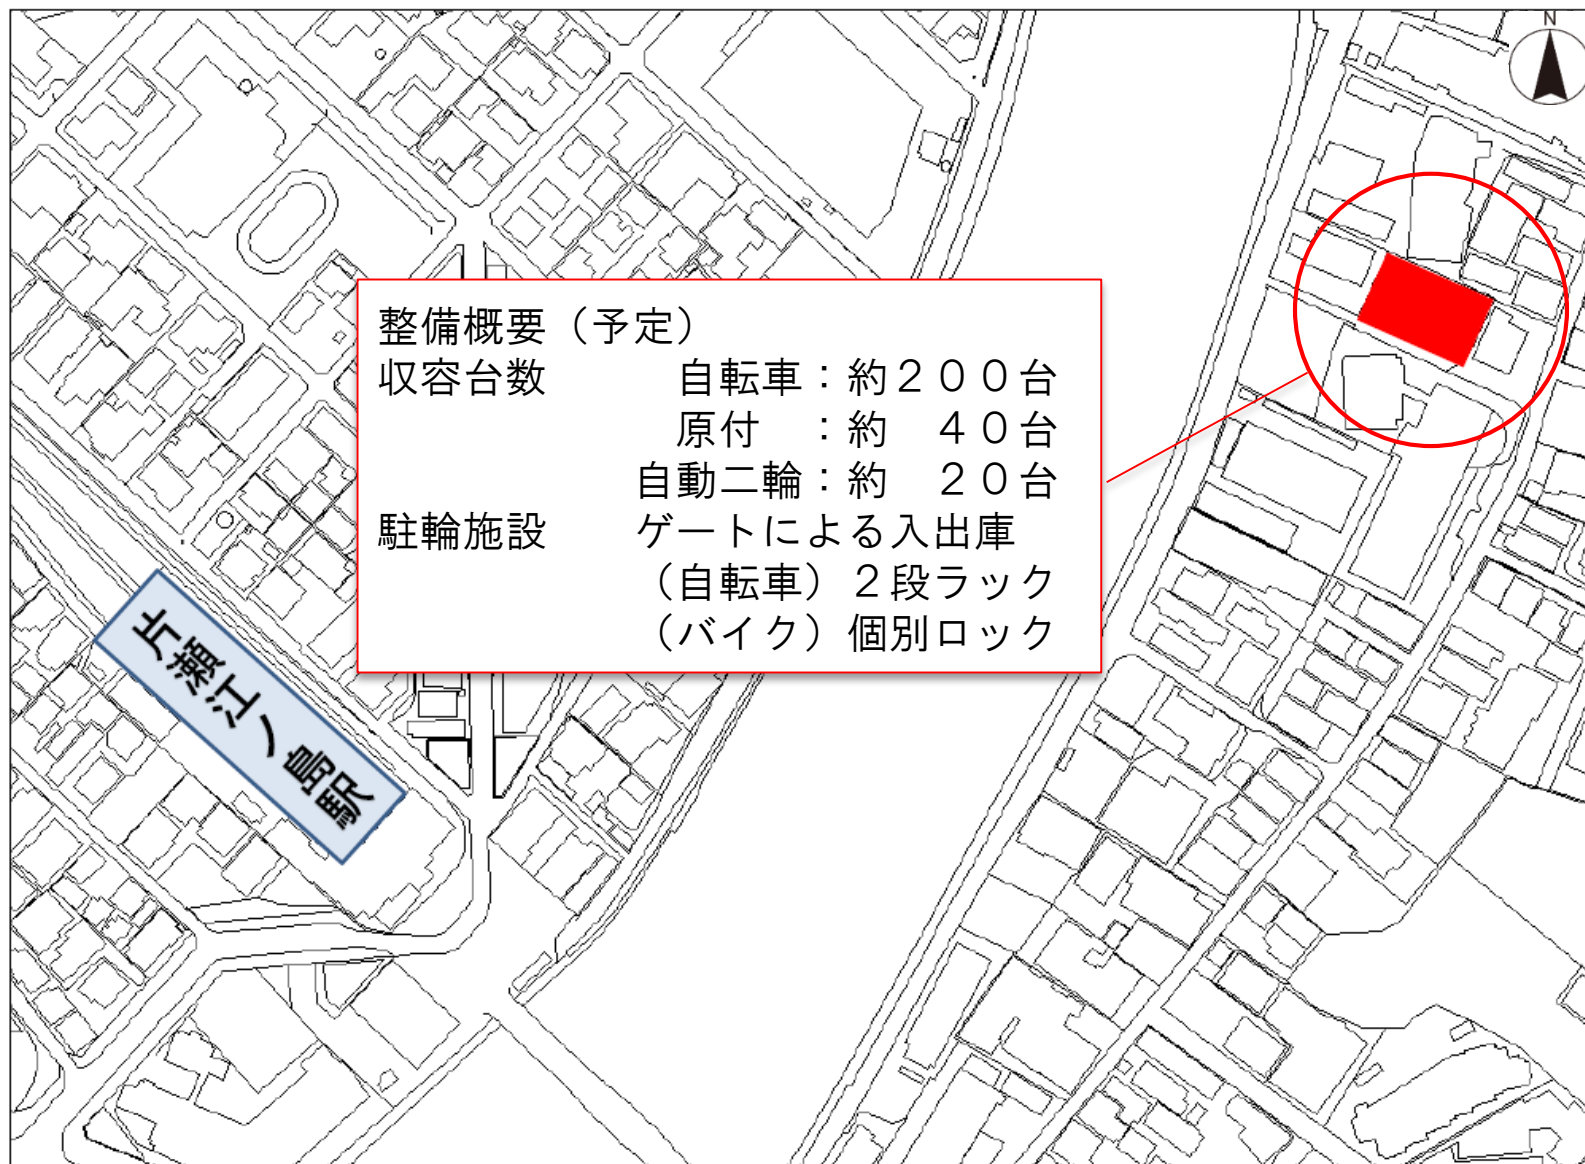 N
整備概要（予定）
収容台数　　　自転車：約２００台
原付　：約　４０台
自動二輪：約　２０台
駐輪施設　　ゲートによる入出庫
（自転車）２段ラック
（バイク）個別ロック
片瀬江ノ島駅